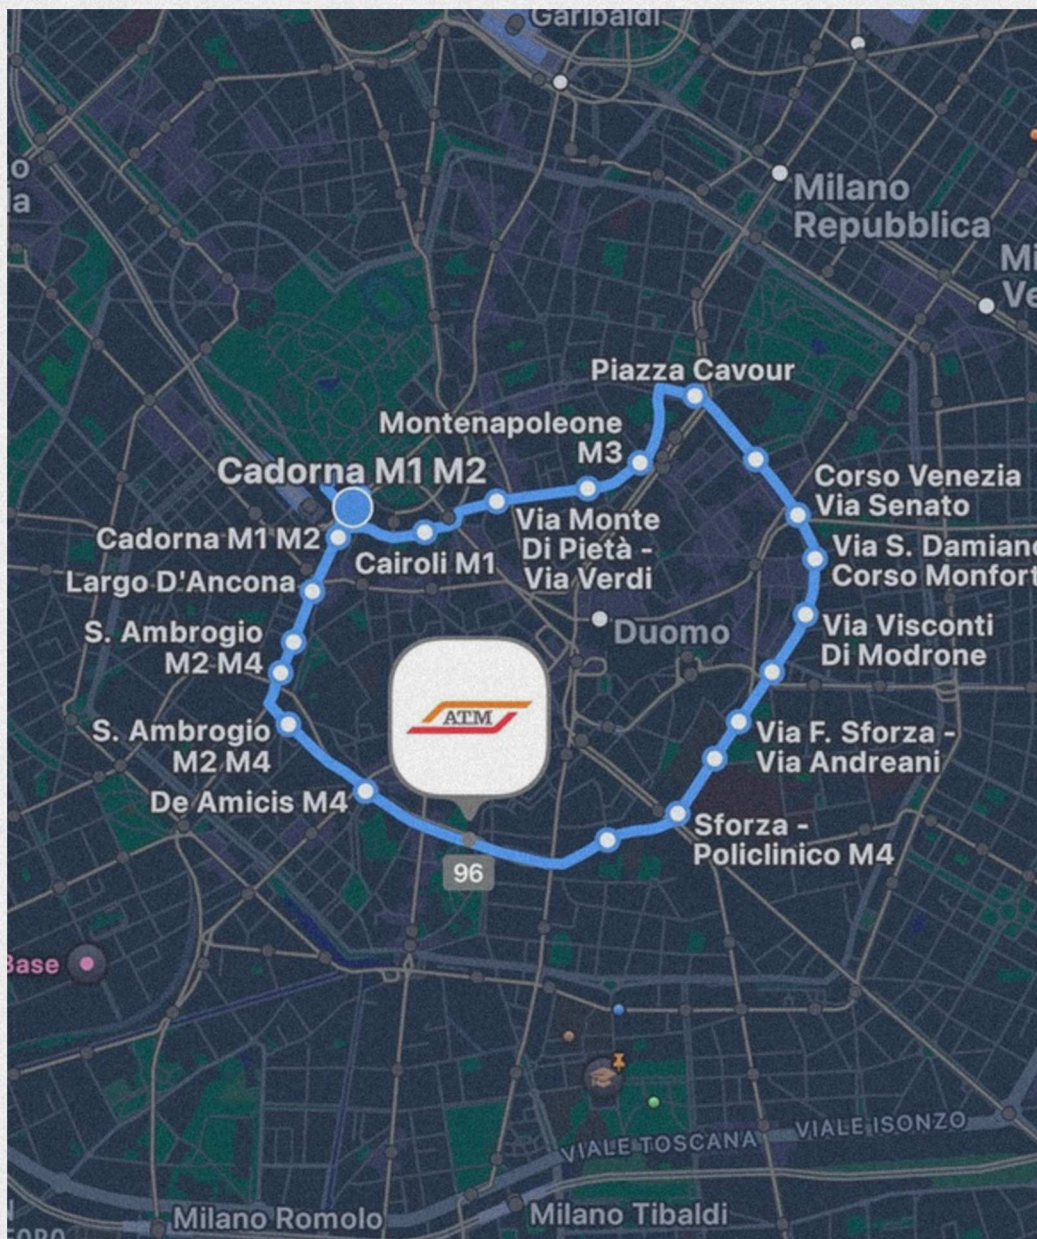 Garibaldi
Milano
Repubblica
Piazza Cavour
Montenapoleone
M3
Cadorna M1 M2
Corso Venezia
Via Senato
Cadorna M1 M2
Via Monte
Di Pietà -
Via Verdi
Cairoli M1
Via S. Damiano
Largo D'Ancona
Duomo
Via Visconti
Di Modrone
S. Ambrogio
M2 M4
ATM
S. Ambrogio
M2 M4
Via F. Sforza -
Via Andreani
De Amicis M4
Sforza -
Policlinico M4
96
Base
VIALE TOSCANA
VIALE ISONZO
Milano Romolo
Milano Tibaldi